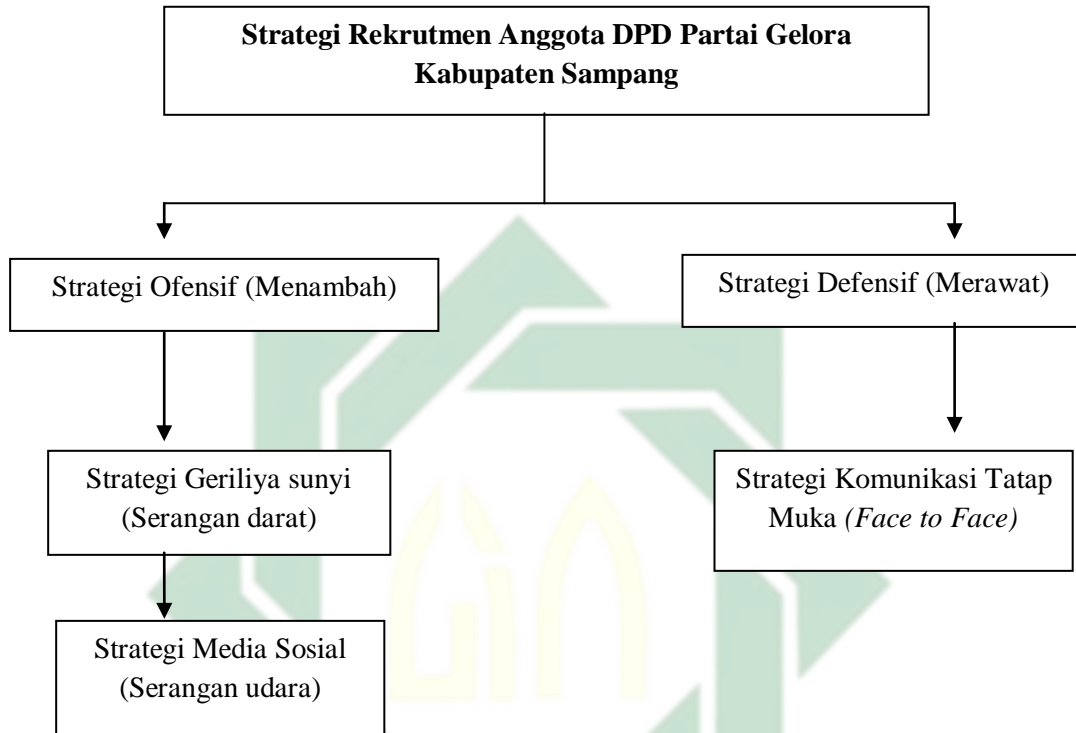 Strategi Rekrutmen Anggota DPD Partai Gelora
Kabupaten Sampang
Strategi Ofensif (Menambah)
Strategi Defensif (Merawat)
Strategi Geriliya sunyi
(Serangan darat)
Strategi Komunikasi Tatap
Muka (Face to Face)
Strategi Media Sosial
(Serangan udara)